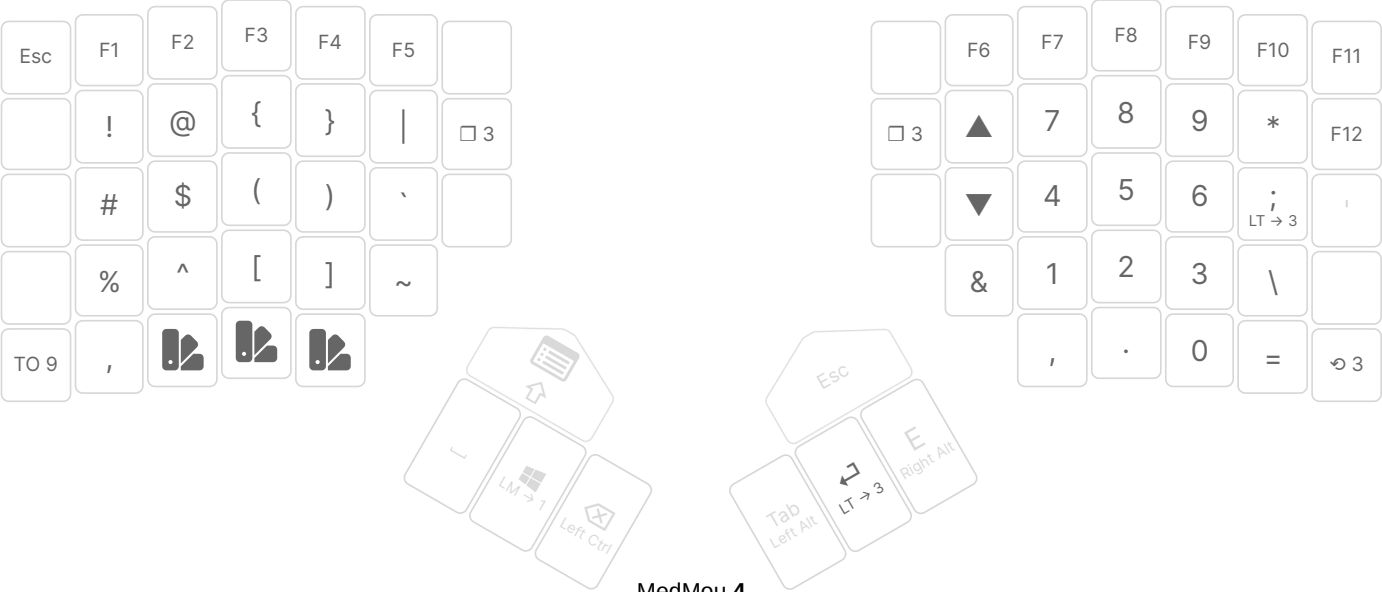 Esc F1 F2 F3 F4 F5 F6 F7 F8 F9 F10 F11
! @ { } | ❐ 3 ❐ 3 ▲ 7 8 9 * F12
# $ ( ) ` ▼ 4 5 6 ; '
LT → 3
% ^ [ ] ~ & 1 2 3 \
TO 9 , , . 0 = ⟲ 3
Esc
E
Right Alt
LM → 1
LT → 3
Left Ctrl
Tab
Left Alt